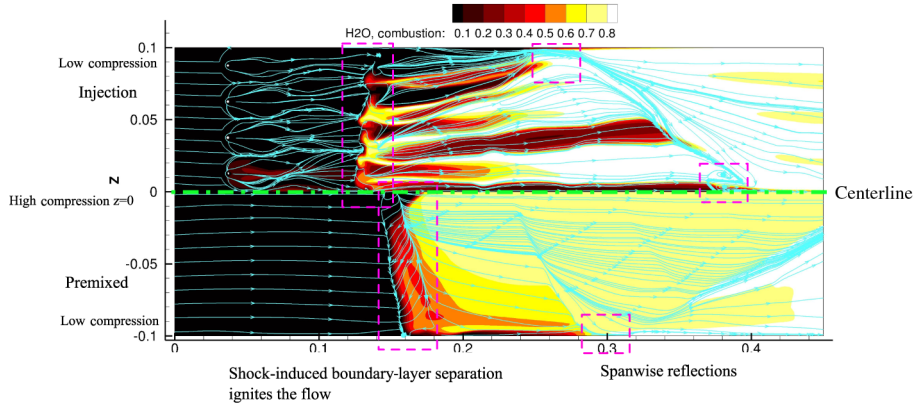 H2O, combustion: 0.1 0.2 0.3 0.4 0.5 0.6 0.7 0.8
0.1
Low compression
Injection
0.05
z
0
High compression z=0
Centerline
-0.05
Premixed
Low compression
-0.1
0 0.1 0.2 0.3 0.4
Shock-induced boundary-layer separation
ignites the flow
Spanwise reflections